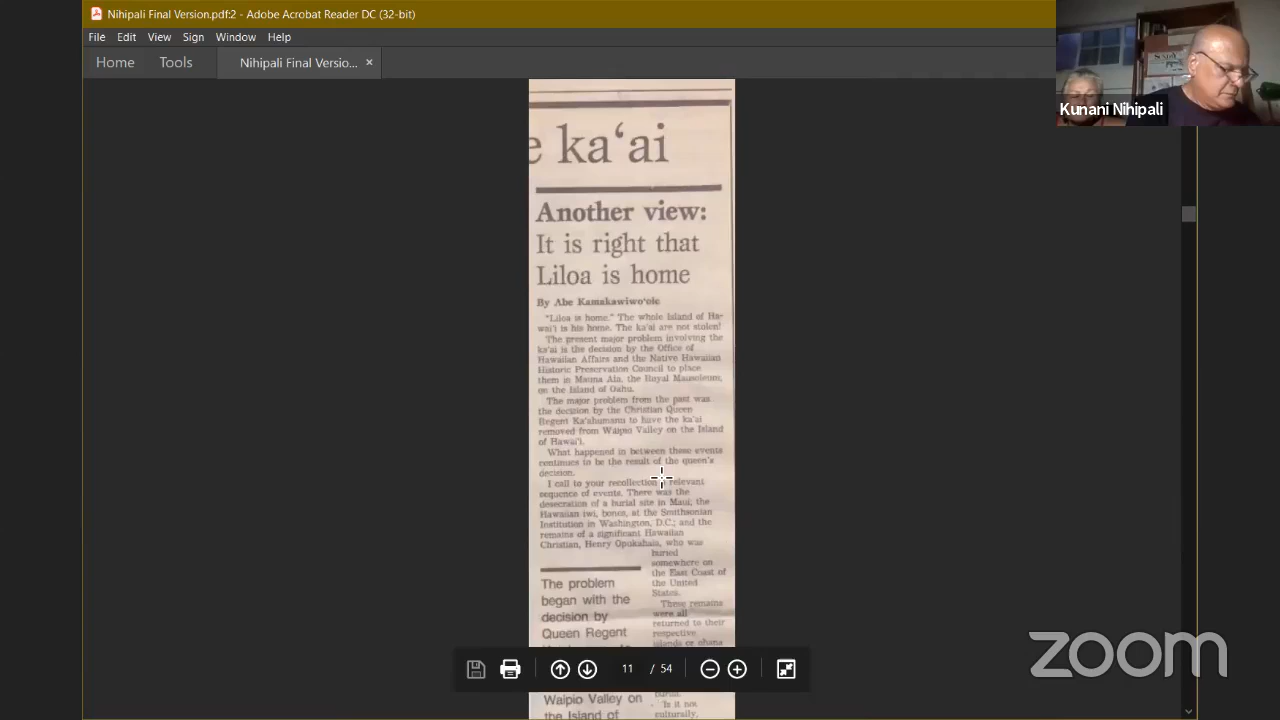 Nihipali Final Version.pdf:2 - Adobe Acrobat Reader DC (32-bit)
File Edit View Sign Window Help
Home Tools Nihipali Final Versio... ×
Kunani Nihipali
e ka‘ai
Another view:
It is right that
Liloa is home
By Abe Kamakawiwo‘ole
“Liloa is home.” The whole Island of Ha-
wai‘i is his home. The ka‘ai are not stolen!
The present major problem involving the
ka‘ai is the decision by the Office of
Hawaiian Affairs and the Native Hawaiian
Historic Preservation Council to place
them in Mauna Ala, the Royal Mausoleum,
on the Island of Oahu.
The major problem from the past was
the decision by the Christian Queen
Regent Ka‘ahumanu to have the ka‘ai
removed from Waipio Valley on the Island
of Hawai‘i.
What happened in between these events
continues to be the result of the queen’s
decision.
I call to your recollection relevant
sequence of events. There was the
desecration of a burial site in Maui; the
Hawaiian iwi, bones, at the Smithsonian
Institution in Washington, D.C.; and the
remains of a significant Hawaiian
Christian, Henry Opokahaia, who was
buried
somewhere on
the East Coast of
the United
States.
These remains
were all
returned to their
respective
islands
The problem
began with the
decision by
Queen Regent
Waipio Valley on
the Island of
Is it not
culturally,
11 / 54
zoom